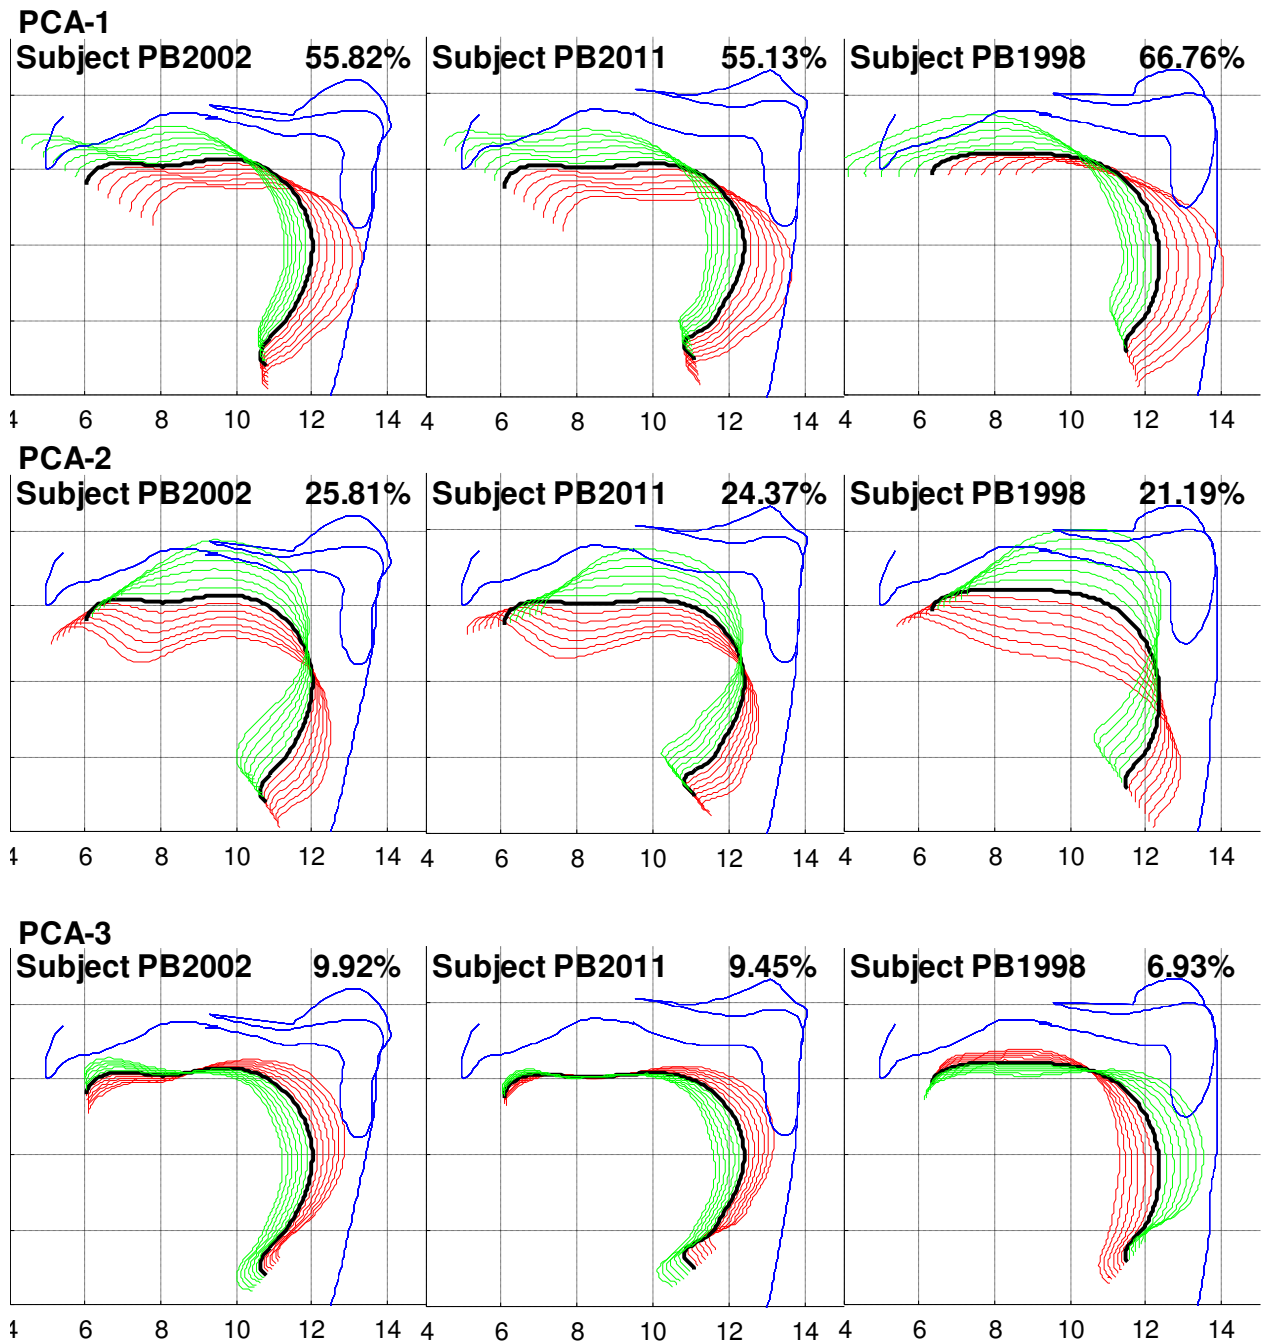 PCA-1
Subject PB2002 55.82% Subject PB2011 55.13% Subject PB1998 66.76%
4 6 8 10 12 14 4 6 8 10 12 14 4 6 8 10 12 14
PCA-2
Subject PB2002 25.81% Subject PB2011 24.37% Subject PB1998 21.19%
4 6 8 10 12 14 4 6 8 10 12 14 4 6 8 10 12 14
PCA-3
Subject PB2002 9.92% Subject PB2011 9.45% Subject PB1998 6.93%
4 6 8 10 12 14 4 6 8 10 12 14 4 6 8 10 12 14